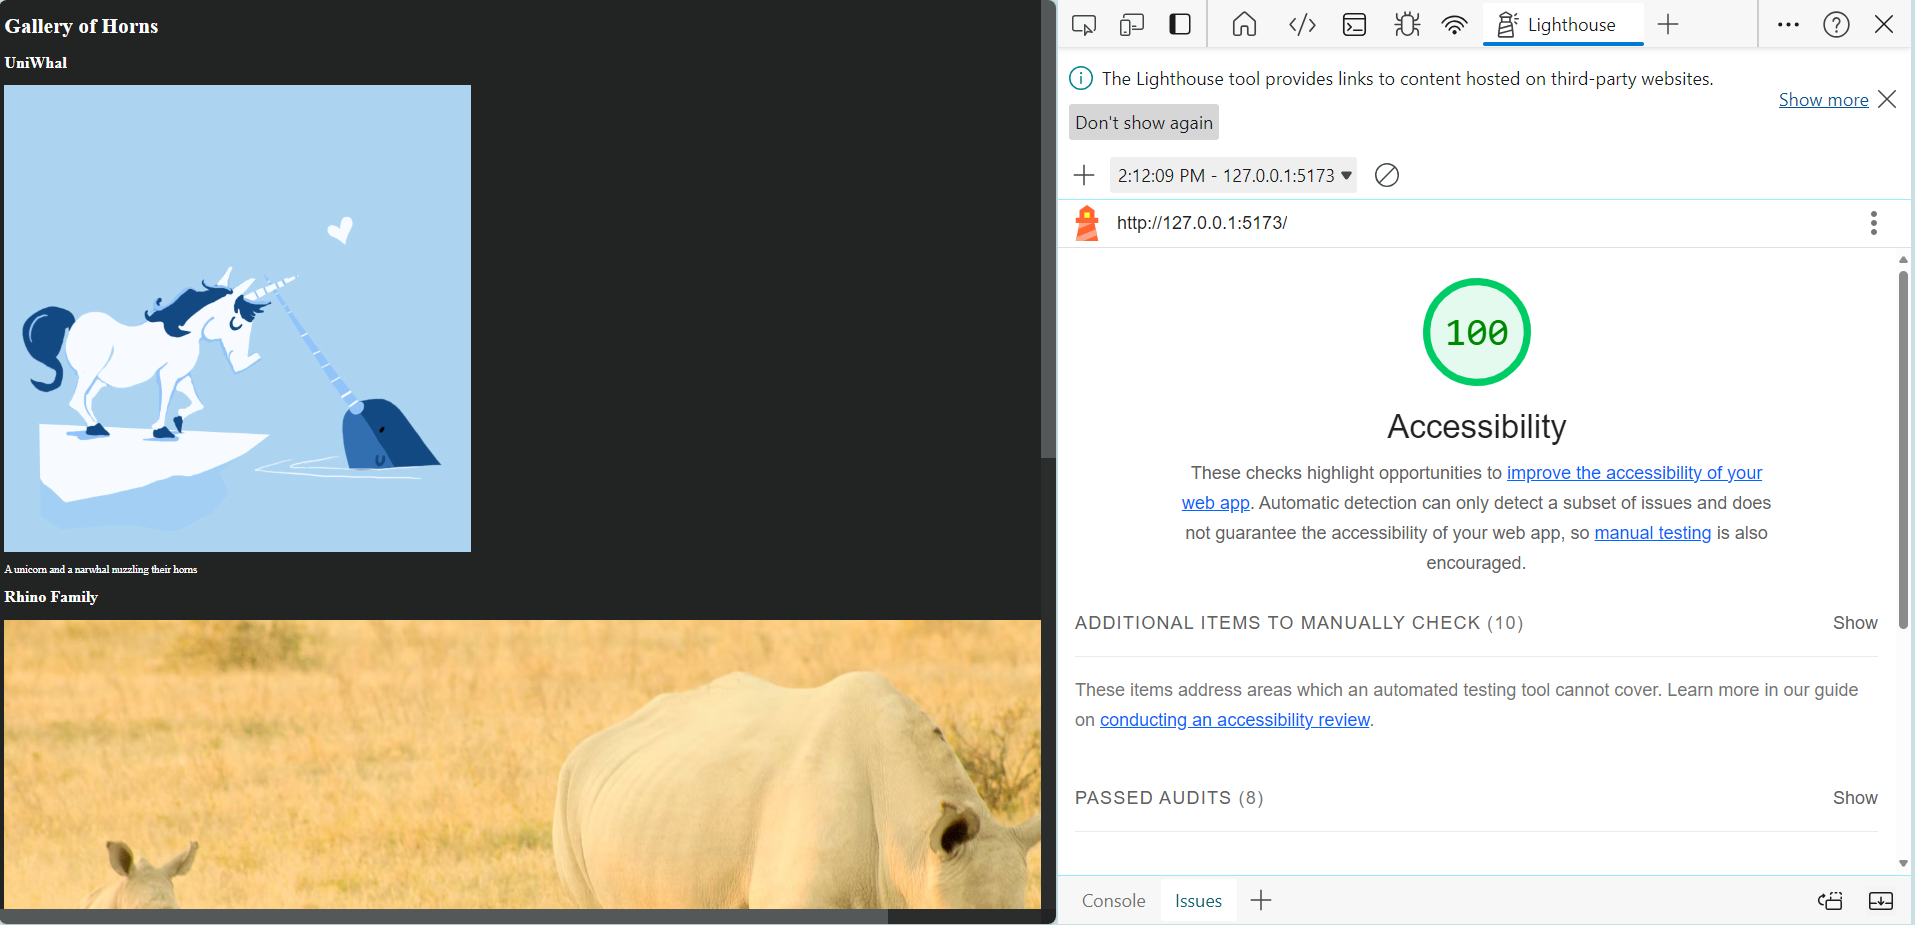 Gallery of Horns
UniWhal
A unicorn and a narwhal nuzzling their horns
Rhino Family
Lighthouse
The Lighthouse tool provides links to content hosted on third-party websites.
Show more
Don't show again
2:12:09 PM - 127.0.0.1:5173
http://127.0.0.1:5173/
100
Accessibility
These checks highlight opportunities to improve the accessibility of your
web app. Automatic detection can only detect a subset of issues and does
not guarantee the accessibility of your web app, so manual testing is also
encouraged.
ADDITIONAL ITEMS TO MANUALLY CHECK (10)
Show
These items address areas which an automated testing tool cannot cover. Learn more in our guide
on conducting an accessibility review.
PASSED AUDITS (8)
Show
Console
Issues